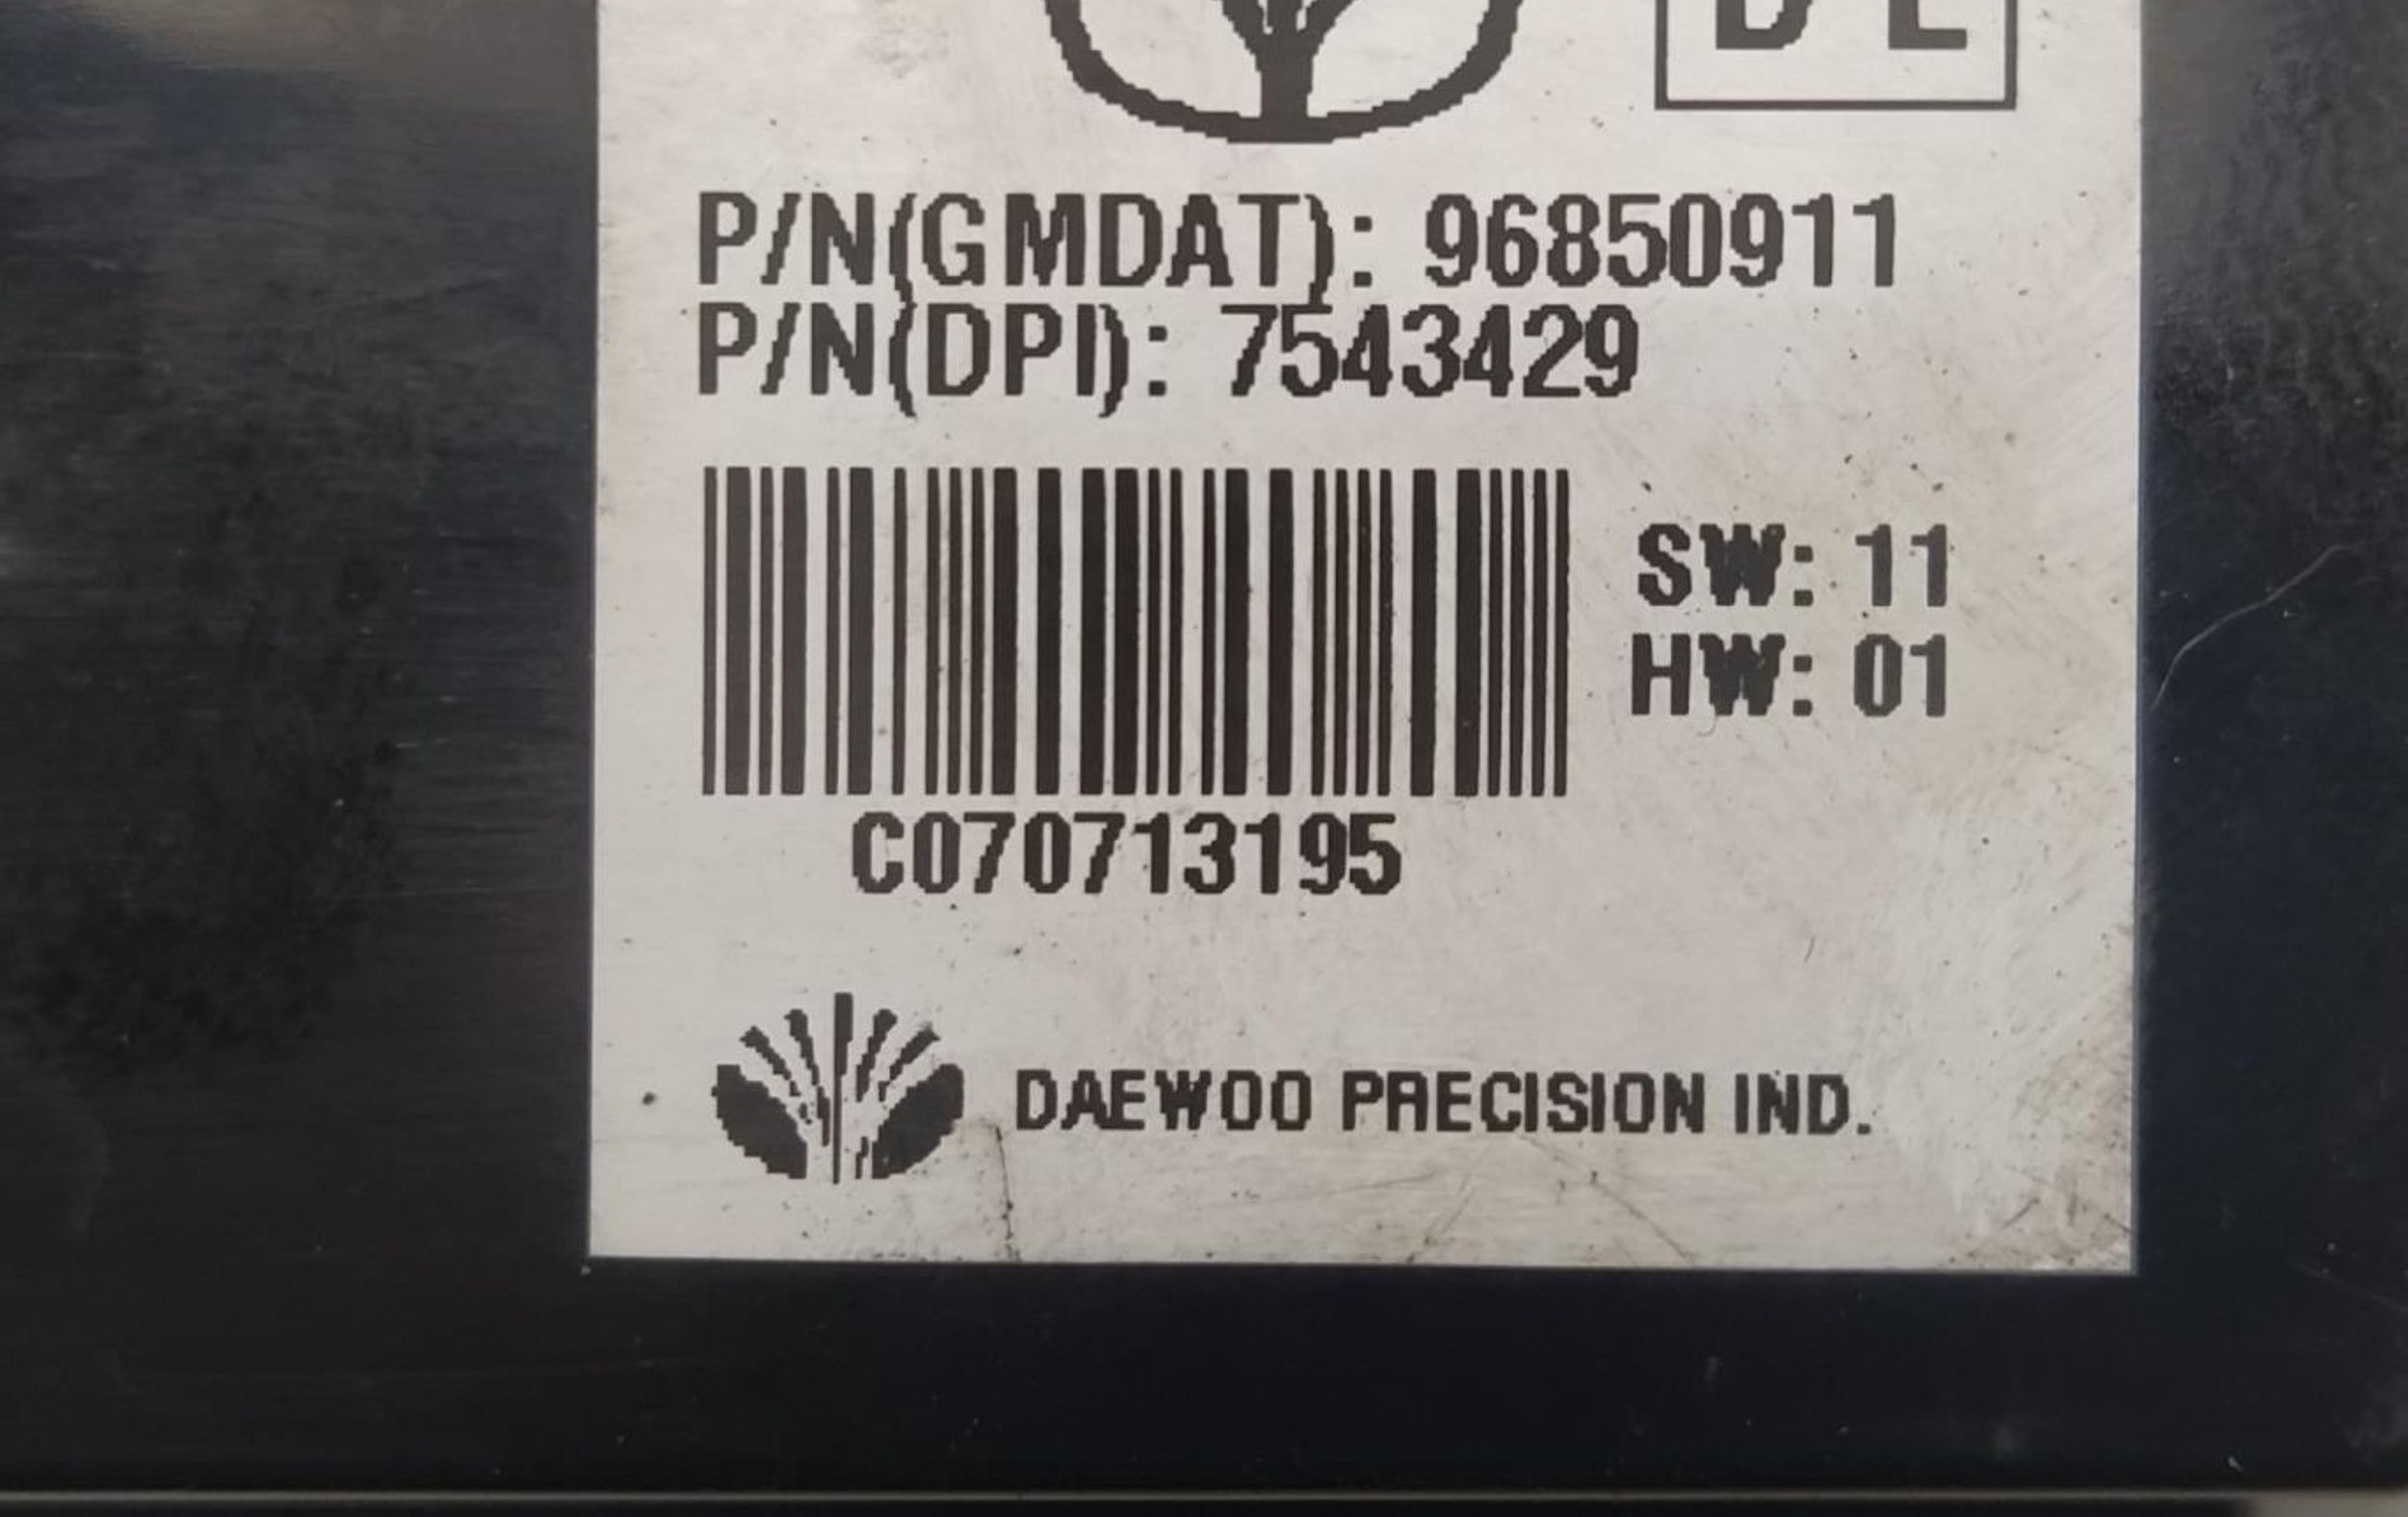 P/N(GMDAT): 96850911
P/N(DPI): 7543429
SW: 11
HW: 01
C070713195
DAEWOO PRECISION IND.